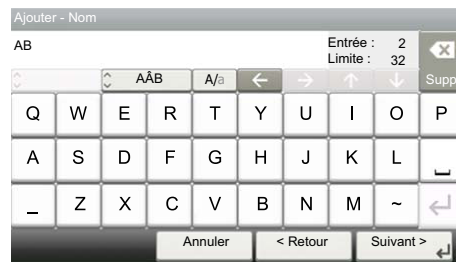 Ajouter - Nom
AB
Entrée : 2
Limite : 32
AÂB A/a Supp
Q W E R T Y U I O P
A S D F G H J K L
_ Z X C V B N M ~
Annuler < Retour Suivant >